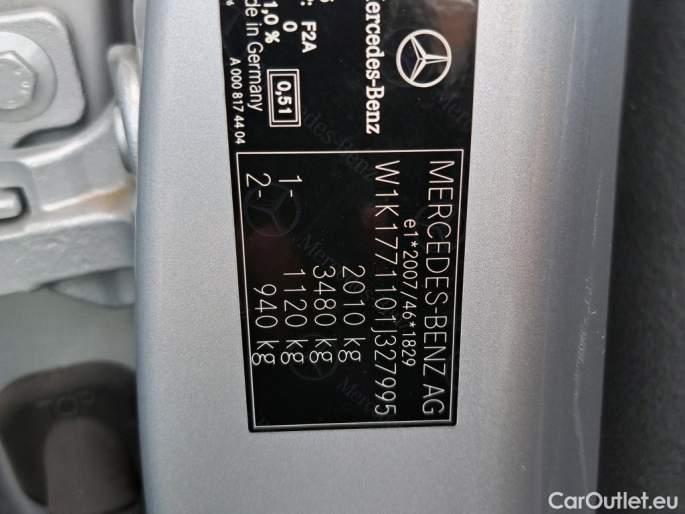 Mercedes-Benz
F2A
1,0 %
0
0,51
Made in Germany
A 000 817 44 04
MERCEDES-BENZ AG
e1*2007/46*1829
W1K1771101J327995
2010 kg
3480 kg
1- 1120 kg
2- 940 kg
TOP
CarOutlet.eu